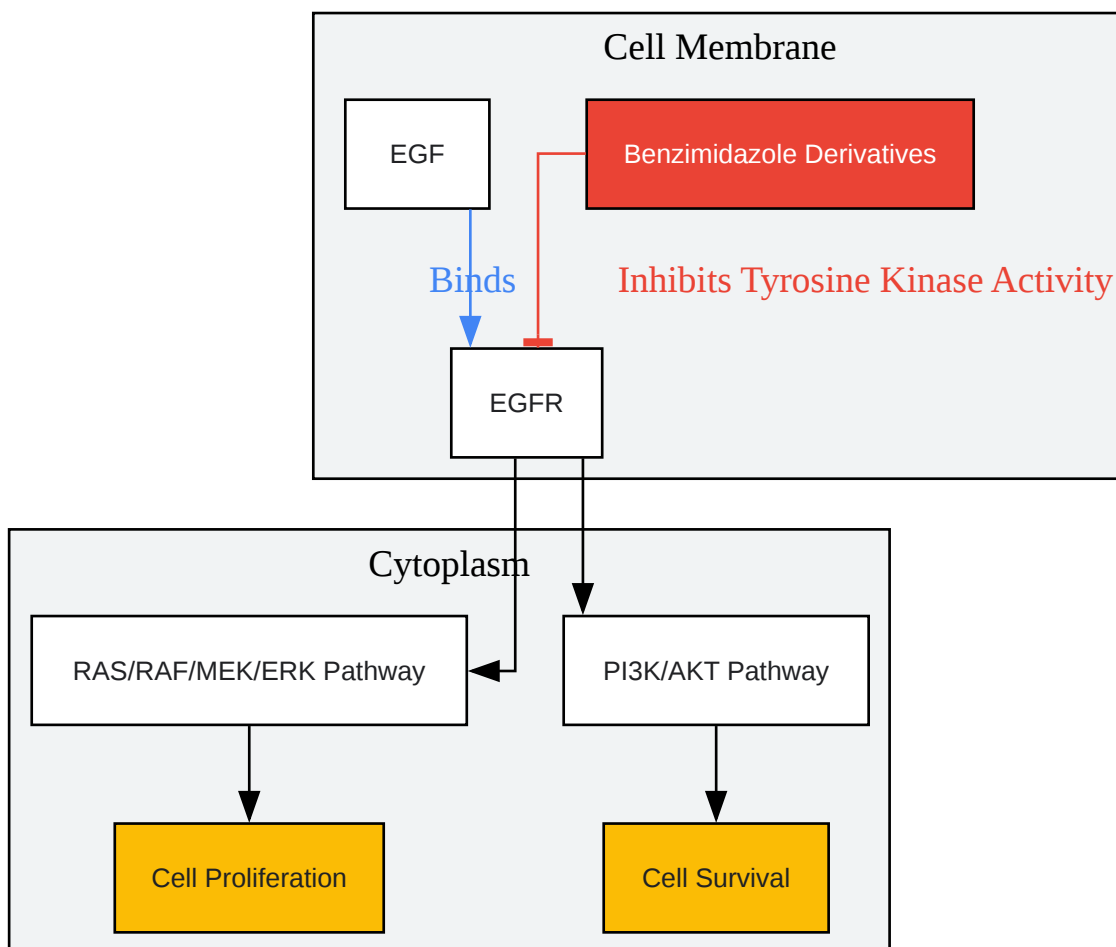 Cell Membrane
EGF
Benzimidazole Derivatives
Binds
Inhibits Tyrosine Kinase Activity
EGFR
Cytoplasm
RAS/RAF/MEK/ERK Pathway
PI3K/AKT Pathway
Cell Proliferation
Cell Survival